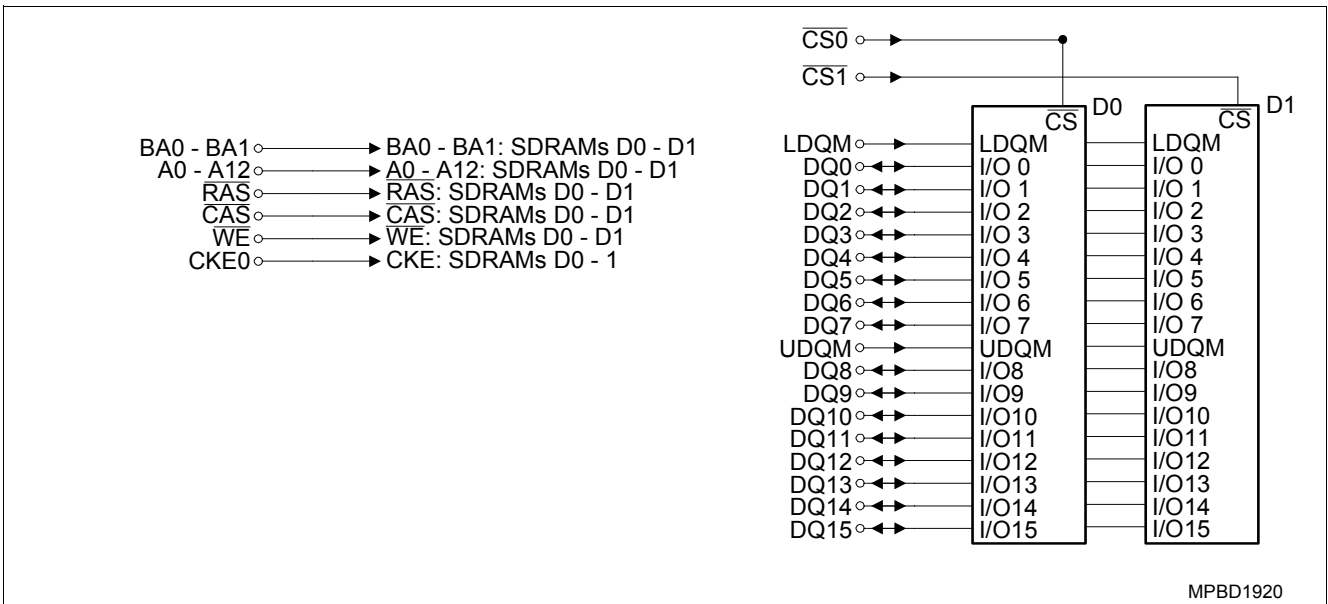 CS0
CS1
BA0 - BA1 BA0 - BA1: SDRAMs D0 - D1
A0 - A12 A0 - A12: SDRAMs D0 - D1
RAS RAS: SDRAMs D0 - D1
CAS CAS: SDRAMs D0 - D1
WE WE: SDRAMs D0 - D1
CKE0 CKE: SDRAMs D0 - 1
CS D0 CS D1
LDQM LDQM LDQM
DQ0 I/O 0 I/O 0
DQ1 I/O 1 I/O 1
DQ2 I/O 2 I/O 2
DQ3 I/O 3 I/O 3
DQ4 I/O 4 I/O 4
DQ5 I/O 5 I/O 5
DQ6 I/O 6 I/O 6
DQ7 I/O 7 I/O 7
UDQM UDQM UDQM
DQ8 I/O8 I/O8
DQ9 I/O9 I/O9
DQ10 I/O10 I/O10
DQ11 I/O11 I/O11
DQ12 I/O12 I/O12
DQ13 I/O13 I/O13
DQ14 I/O14 I/O14
DQ15 I/O15 I/O15
MPBD1920